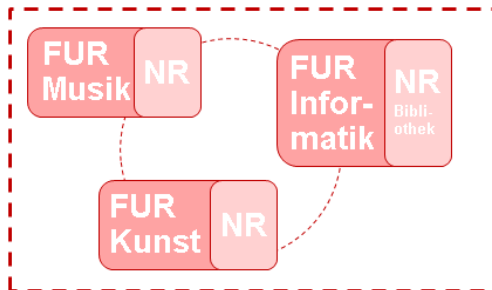 FUR
Musik
NR
FUR
Infor-
matik
NR
Bibli-
othek
FUR
Kunst
NR